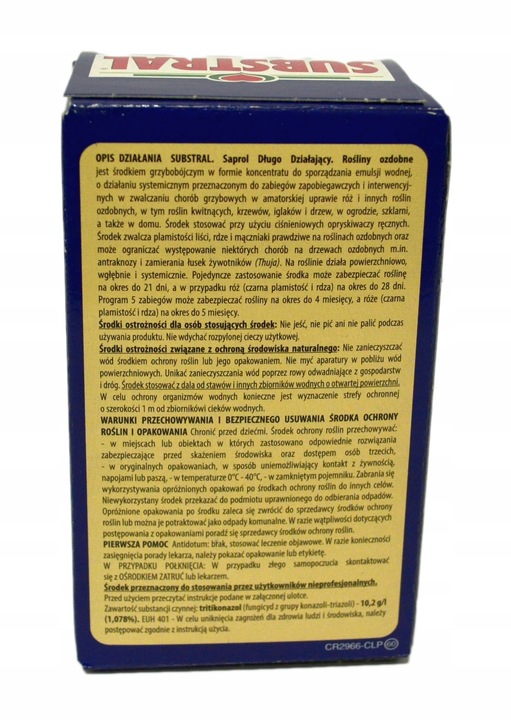 SUBSTRAL
OPIS DZIAŁANIA SUBSTRAL. Saprol Długo Działający. Rośliny ozdobne
jest środkiem grzybobójczym w formie koncentratu do sporządzania emulsji wodnej,
o działaniu systemicznym przeznaczonym do zabiegów zapobiegawczych i interwencyj-
nych w zwalczaniu chorób grzybowych w amatorskiej uprawie róż i innych roślin
ozdobnych, w tym roślin kwitnących, krzewów, iglaków i drzew, w ogrodzie, szklarni,
a także w domu. Środek stosować przy użyciu ciśnieniowych opryskiwaczy ręcznych.
Środek zwalcza plamistości liści, rdze i mączniaki prawdziwe na roślinach ozdobnych oraz
może ograniczać występowanie niektórych chorób na drzewach ozdobnych m.in.
antraknozy i zamierania łusek żywotników (Thuja). Na roślinie działa powierzchniowo,
wgłębnie i systemicznie. Pojedyncze zastosowanie środka może zabezpieczać roślinę
na okres do 21 dni, a w przypadku róż (czarna plamistość i rdza) na okres do 28 dni.
Program 5 zabiegów może zabezpieczać rośliny na okres do 4 miesięcy, a róże (czarna
plamistość i rdza) na okres do 5 miesięcy.
Środki ostrożności dla osób stosujących środek: Nie jeść, nie pić ani nie palić podczas
używania produktu. Nie wdychać rozpylonej cieczy użytkowej.
Środki ostrożności związane z ochroną środowiska naturalnego: Nie zanieczyszczać
wód środkiem ochrony roślin lub jego opakowaniem. Nie myć aparatury w pobliżu wód
powierzchniowych. Unikać zanieczyszczania wód poprzez rowy odwadniające z gospodarstw
i dróg. Środek stosować z dala od stawów i innych zbiorników wodnych o otwartej powierzchni.
W celu ochrony organizmów wodnych konieczne jest wyznaczenie strefy ochronnej
o szerokości 1 m od zbiorników i cieków wodnych.
WARUNKI PRZECHOWYWANIA I BEZPIECZNEGO USUWANIA ŚRODKA OCHRONY
ROŚLIN I OPAKOWANIA Chronić przed dziećmi. Środek ochrony roślin przechowywać:
- w miejscach lub obiektach w których zastosowano odpowiednie rozwiązania
zabezpieczające przed skażeniem środowiska oraz dostępem osób trzecich,
- w oryginalnych opakowaniach, w sposób uniemożliwiający kontakt z żywnością,
napojami lub paszą, - w temperaturze 0°C - 40°C, - w zamkniętym pojemniku. Zabrania się
wykorzystywania opróżnionych opakowań po środkach ochrony roślin do innych celów.
Niewykorzystany środek przekazać do podmiotu uprawnionego do odbierania odpadów.
Opróżnione opakowania po środku zaleca się zwrócić do sprzedawcy środków ochrony
roślin lub można je potraktować jako odpady komunalne. W razie wątpliwości dotyczących
postępowania z opakowaniami poradź się sprzedawcy środków ochrony roślin.
PIERWSZA POMOC Antidotum: brak, stosować leczenie objawowe. W razie konieczności
zasięgnięcia porady lekarza, należy pokazać opakowanie lub etykietę.
W PRZYPADKU POŁKNIĘCIA: W przypadku złego samopoczucia skontaktować
się z OŚRODKIEM ZATRUĆ lub lekarzem.
Środek przeznaczony do stosowania przez użytkowników nieprofesjonalnych.
Przed użyciem przeczytać instrukcje podane w załączonej ulotce.
Zawartość substancji czynnej: tritikonazol (fungicyd z grupy konazoli-triazoli) - 10,2 g/l
(1,078%). EUH 401 - W celu uniknięcia zagrożeń dla zdrowia ludzi i środowiska, należy
postępować zgodnie z instrukcją użycia.
CR2966-CLP 60